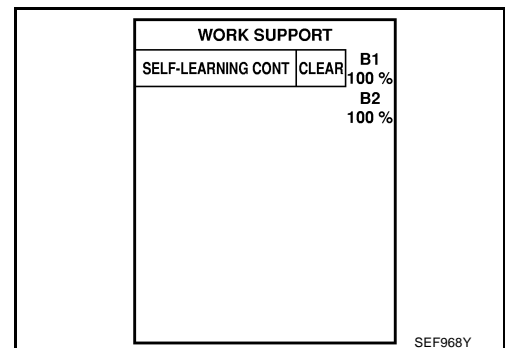 WORK SUPPORT
SELF-LEARNING CONT CLEAR B1
100 %
B2
100 %
SEF968Y